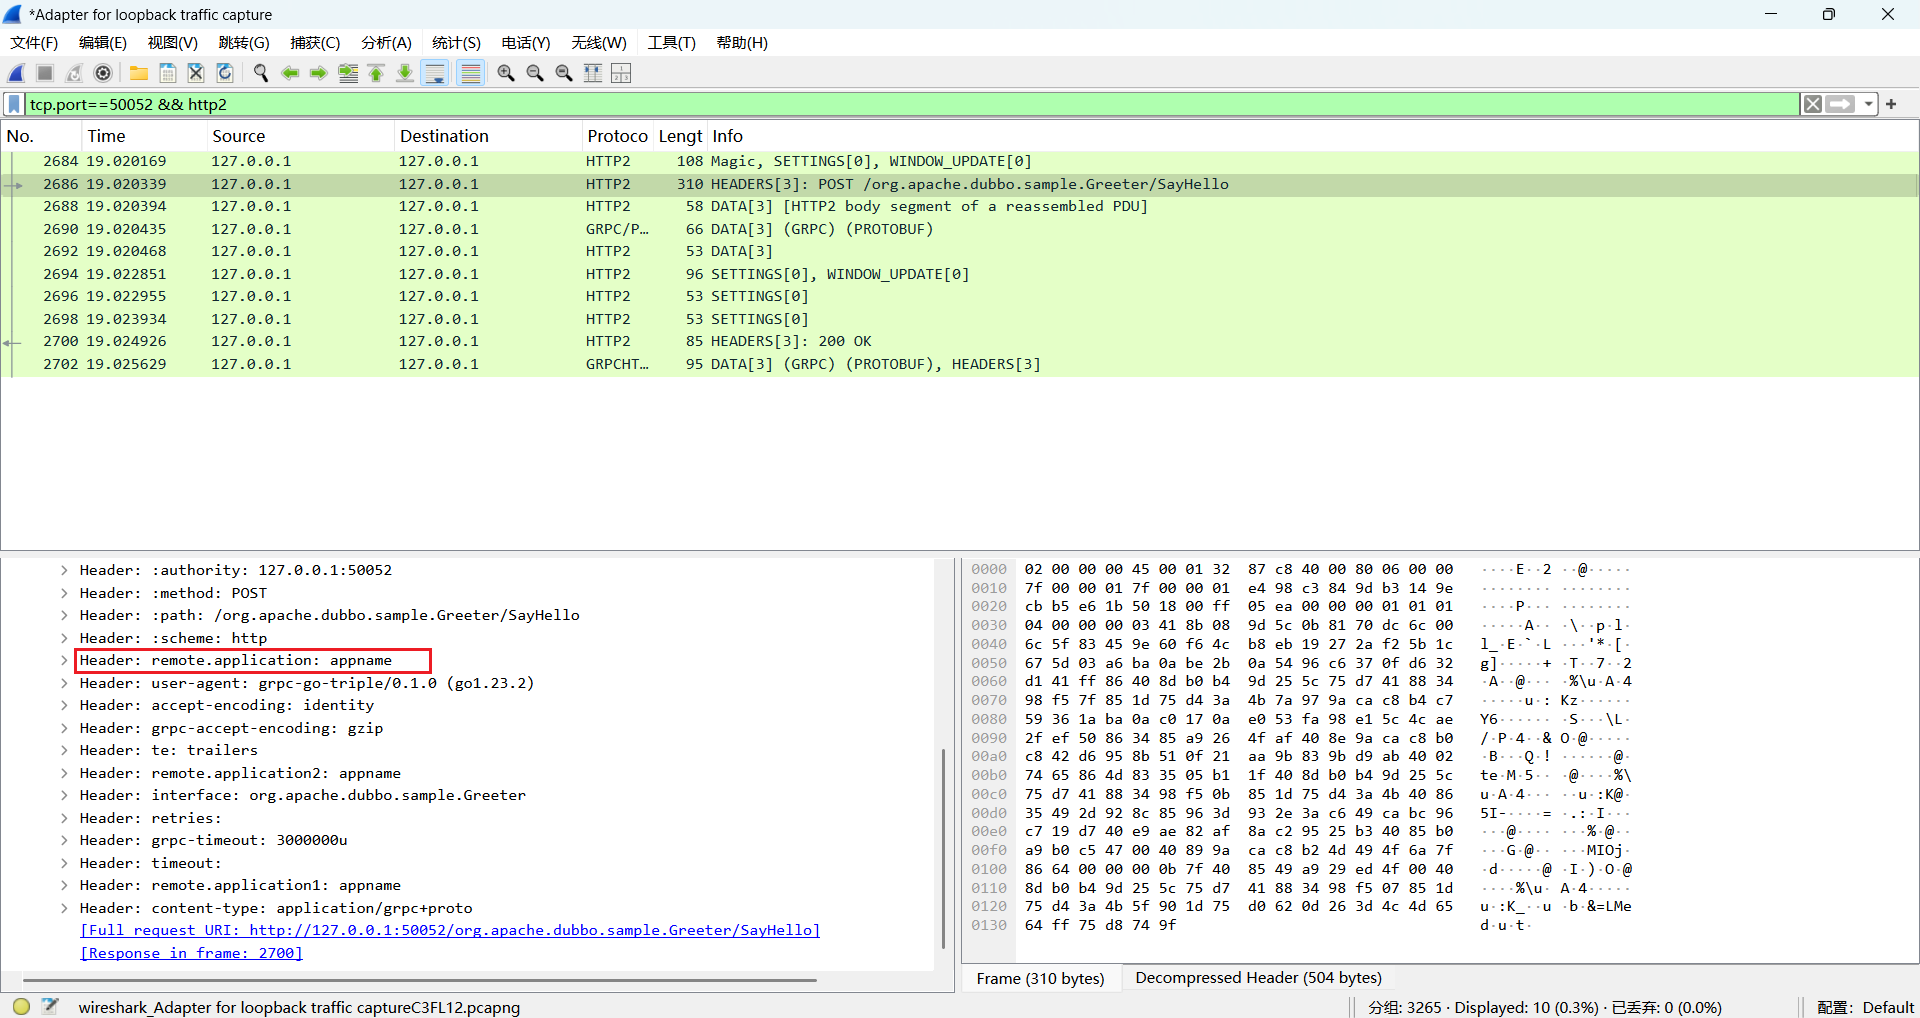 *Adapter for loopback traffic capture
文件(F) 编辑(E) 视图(V) 跳转(G) 捕获(C) 分析(A) 统计(S) 电话(Y) 无线(W) 工具(T) 帮助(H)
tcp.port==50052 && http2
No. Time Source Destination Protoco Lengt Info
2684 19.020169 127.0.0.1 127.0.0.1 HTTP2 108 Magic, SETTINGS[0], WINDOW_UPDATE[0]
2686 19.020339 127.0.0.1 127.0.0.1 HTTP2 310 HEADERS[3]: POST /org.apache.dubbo.sample.Greeter/SayHello
2688 19.020394 127.0.0.1 127.0.0.1 HTTP2 58 DATA[3] [HTTP2 body segment of a reassembled PDU]
2690 19.020435 127.0.0.1 127.0.0.1 GRPC/P… 66 DATA[3] (GRPC) (PROTOBUF)
2692 19.020468 127.0.0.1 127.0.0.1 HTTP2 53 DATA[3]
2694 19.022851 127.0.0.1 127.0.0.1 HTTP2 96 SETTINGS[0], WINDOW_UPDATE[0]
2696 19.022955 127.0.0.1 127.0.0.1 HTTP2 53 SETTINGS[0]
2698 19.023934 127.0.0.1 127.0.0.1 HTTP2 53 SETTINGS[0]
2700 19.024926 127.0.0.1 127.0.0.1 HTTP2 85 HEADERS[3]: 200 OK
2702 19.025629 127.0.0.1 127.0.0.1 GRPCHT… 95 DATA[3] (GRPC) (PROTOBUF), HEADERS[3]
Header: :authority: 127.0.0.1:50052
Header: :method: POST
Header: :path: /org.apache.dubbo.sample.Greeter/SayHello
Header: :scheme: http
Header: remote.application: appname
Header: user-agent: grpc-go-triple/0.1.0 (go1.23.2)
Header: accept-encoding: identity
Header: grpc-accept-encoding: gzip
Header: te: trailers
Header: remote.application2: appname
Header: interface: org.apache.dubbo.sample.Greeter
Header: retries:
Header: grpc-timeout: 3000000u
Header: timeout:
Header: remote.application1: appname
Header: content-type: application/grpc+proto
[Full request URI: http://127.0.0.1:50052/org.apache.dubbo.sample.Greeter/SayHello]
[Response in frame: 2700]
0000 02 00 00 00 45 00 01 32 87 c8 40 00 80 06 00 00 ····E··2 ··@·····
0010 7f 00 00 01 7f 00 00 01 e4 98 c3 84 9d b3 14 9e ········ ········
0020 cb b5 e6 1b 50 18 00 ff 05 ea 00 00 00 01 01 01 ····P··· ········
0030 04 00 00 00 03 41 8b 08 9d 5c 0b 81 70 dc 6c 00 ·····A·· ·\··p·l·
0040 6c 5f 83 45 9e 60 f6 4c b8 eb 19 27 2a f2 5b 1c l_·E·`·L ···'*·[·
0050 67 5d 03 a6 ba 0a be 2b 0a 54 96 c6 37 0f d6 32 g]·····+ ·T··7··2
0060 d1 41 ff 86 40 8d b0 b4 9d 25 5c 75 d7 41 88 34 ·A··@··· ·%\u·A·4
0070 98 f5 7f 85 1d 75 d4 3a 4b 7a 97 9a ca c8 b4 c7 ·····u·: Kz······
0080 59 36 1a ba 0a c0 17 0a e0 53 fa 98 e1 5c 4c ae Y6······ ·S···\L·
0090 2f ef 50 86 34 85 a9 26 4f af 40 8e 9a ca c8 b0 /·P·4··& O·@·····
00a0 c8 42 d6 95 8b 51 0f 21 aa 9b 83 9b d9 ab 40 02 ·B···Q·! ······@·
00b0 74 65 86 4d 83 35 05 b1 1f 40 8d b0 b4 9d 25 5c te·M·5·· ·@····%\
00c0 75 d7 41 88 34 98 f5 0b 85 1d 75 d4 3a 4b 40 86 u·A·4··· ··u·:K@·
00d0 35 49 2d 92 8c 85 96 3d 93 2e 3a c6 49 ca bc 96 5I-····= ·.:·I···
00e0 c7 19 d7 40 e9 ae 82 af 8a c2 95 25 b3 40 85 b0 ···@···· ···%·@··
00f0 a9 b0 c5 47 00 40 89 9a ca c8 b2 4d 49 4f 6a 7f ···G·@·· ···MIOj·
0100 86 64 00 00 00 0b 7f 40 85 49 a9 29 ed 4f 00 40 ·d·····@ ·I·)·O·@
0110 8d b0 b4 9d 25 5c 75 d7 41 88 34 98 f5 07 85 1d ····%\u· A·4·····
0120 75 d4 3a 4b 5f 90 1d 75 d0 62 0d 26 3d 4c 4d 65 u·:K_··u ·b·&=LMe
0130 64 ff 75 d8 74 9f d·u·t·
Frame (310 bytes) Decompressed Header (504 bytes)
wireshark_Adapter for loopback traffic captureC3FL12.pcapng 分组: 3265 · Displayed: 10 (0.3%) · 已丢弃: 0 (0.0%) 配置: Default